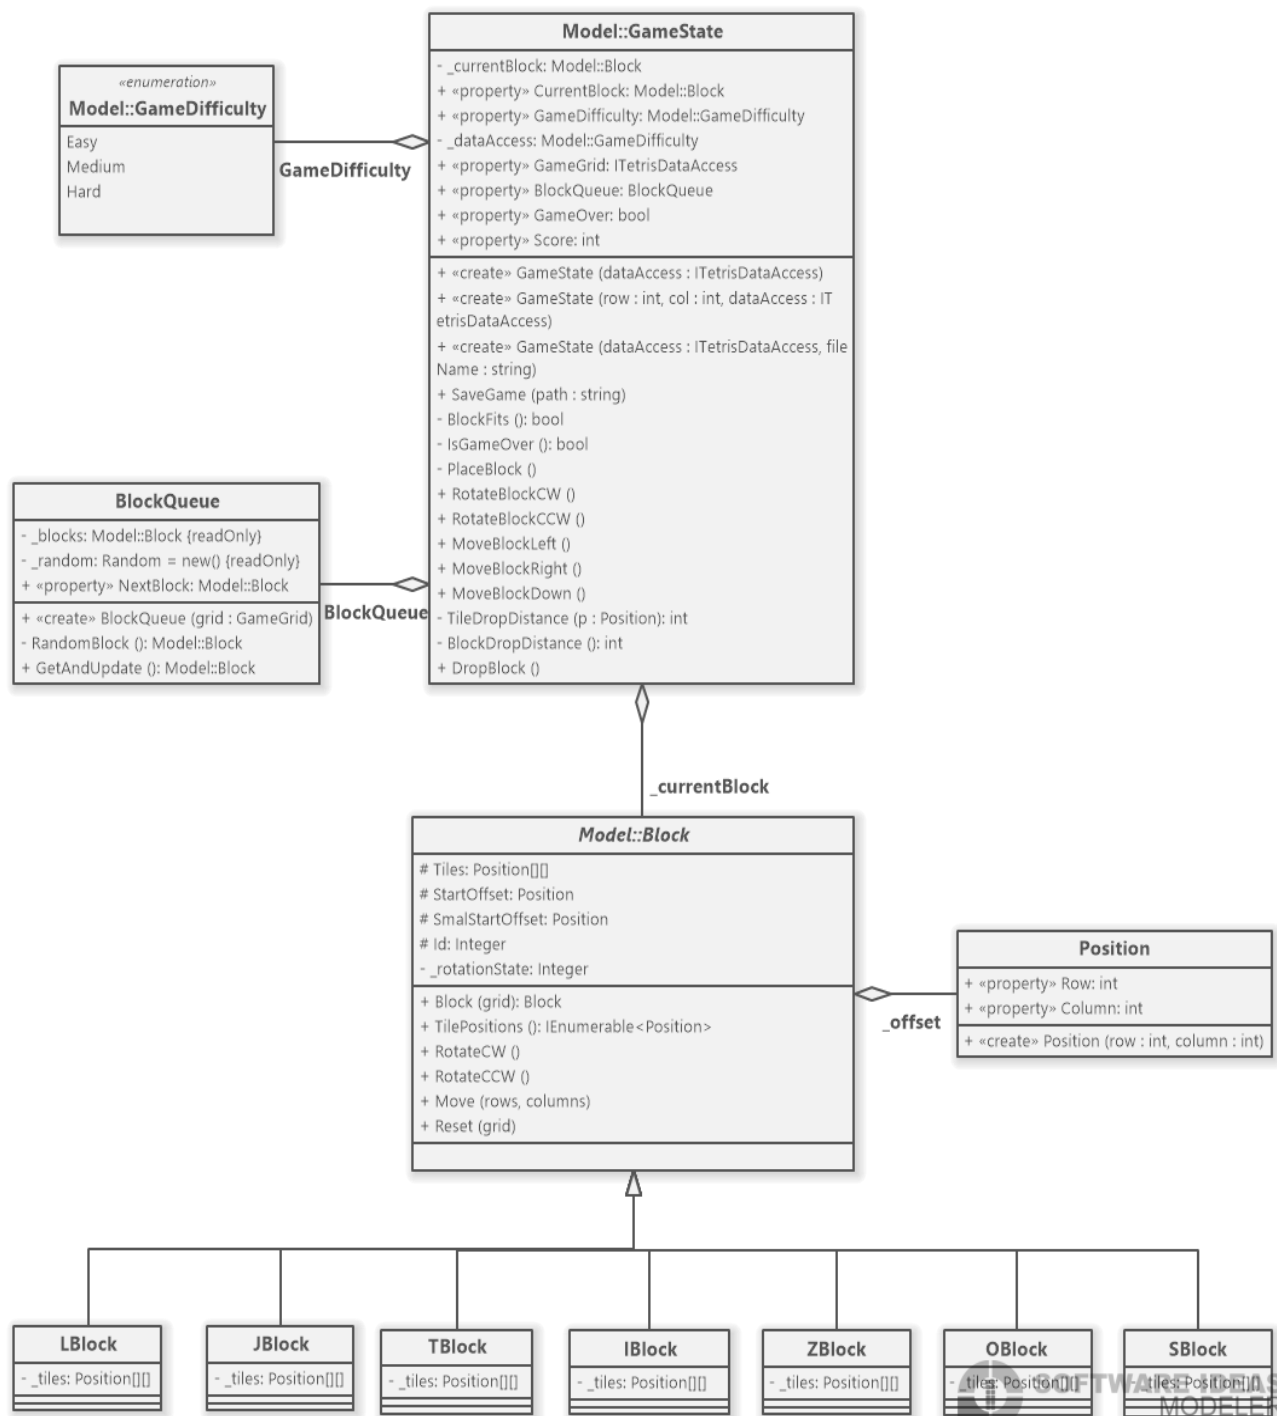 Model::GameState
- _currentBlock: Model::Block
+ «property» CurrentBlock: Model::Block
+ «property» GameDifficulty: Model::GameDifficulty
- _dataAccess: Model::GameDifficulty
+ «property» GameGrid: ITetrisDataAccess
+ «property» BlockQueue: BlockQueue
+ «property» GameOver: bool
+ «property» Score: int
+ «create» GameState (dataAccess : ITetrisDataAccess)
+ «create» GameState (row : int, col : int, dataAccess : IT
etrisDataAccess)
+ «create» GameState (dataAccess : ITetrisDataAccess, file
Name : string)
+ SaveGame (path : string)
- BlockFits (): bool
- IsGameOver (): bool
- PlaceBlock ()
+ RotateBlockCW ()
+ RotateBlockCCW ()
+ MoveBlockLeft ()
+ MoveBlockRight ()
+ MoveBlockDown ()
- TileDropDistance (p : Position): int
- BlockDropDistance (): int
+ DropBlock ()
«enumeration»
Model::GameDifficulty
Easy
Medium
Hard
GameDifficulty
BlockQueue
- _blocks: Model::Block {readOnly}
- _random: Random = new() {readOnly}
+ «property» NextBlock: Model::Block
+ «create» BlockQueue (grid : GameGrid)
- RandomBlock (): Model::Block
+ GetAndUpdate (): Model::Block
BlockQueue
_currentBlock
Model::Block
# Tiles: Position[][]
# StartOffset: Position
# SmalStartOffset: Position
# Id: Integer
- _rotationState: Integer
+ Block (grid): Block
+ TilePositions (): IEnumerable<Position>
+ RotateCW ()
+ RotateCCW ()
+ Move (rows, columns)
+ Reset (grid)
_offset
Position
+ «property» Row: int
+ «property» Column: int
+ «create» Position (row : int, column : int)
LBlock
- _tiles: Position[][]
JBlock
- _tiles: Position[][]
TBlock
- _tiles: Position[][]
IBlock
- _tiles: Position[][]
ZBlock
- _tiles: Position[][]
OBlock
- _tiles: Position[][]
SBlock
- _tiles: Position[][]
SOFTWARE IDEAS
MODELER